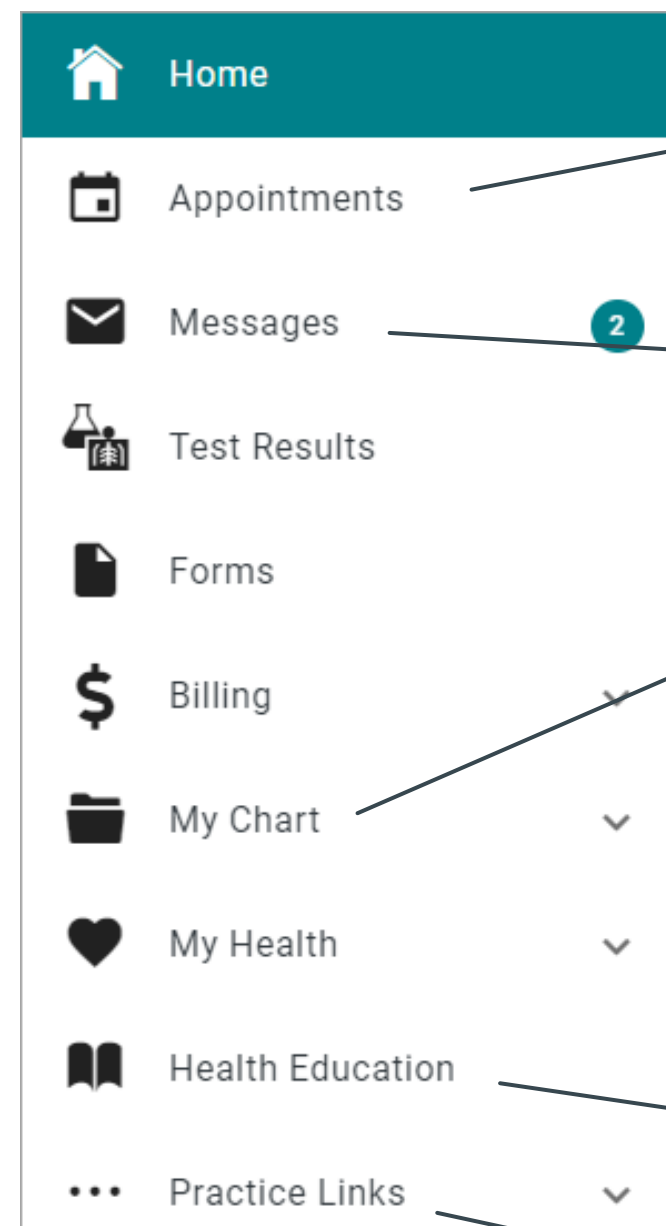 Home
Appointments
Messages 2
Test Results
Forms
Billing
My Chart
My Health
Health Education
Practice Links